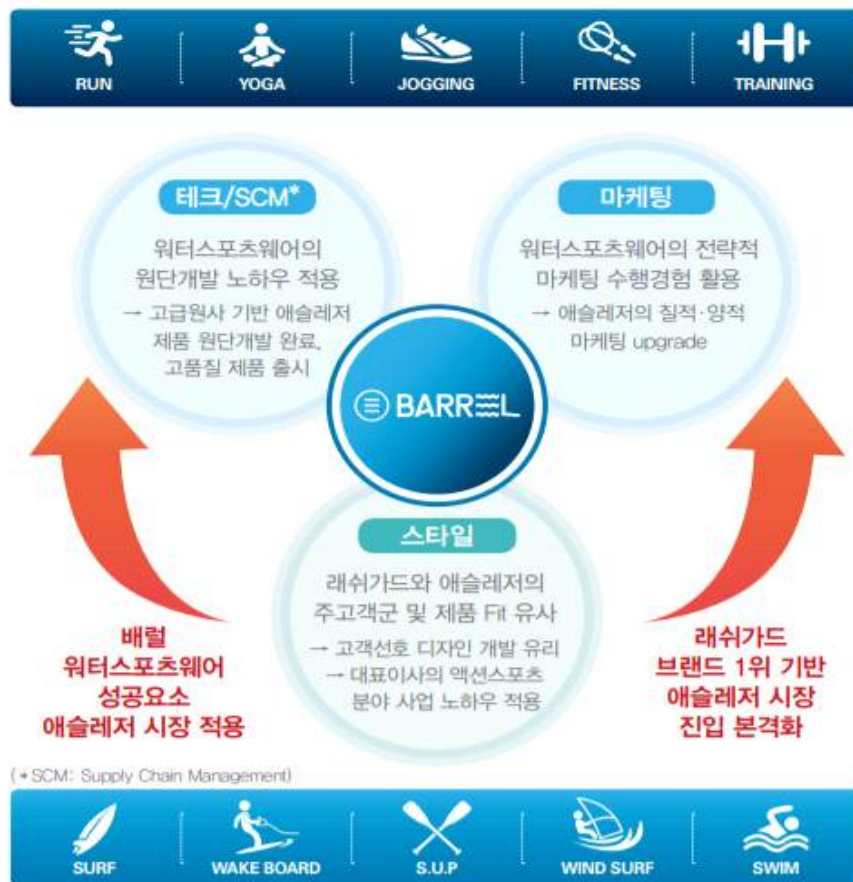 RUN
YOGA
JOGGING
FITNESS
TRAINING
테크/SCM*
워터스포츠웨어의
원단개발 노하우 적용
→ 고급원사 기반 애슬레저
제품 원단개발 완료,
고품질 제품 출시
마케팅
워터스포츠웨어의 전략적
마케팅 수행경험 활용
→ 애슬레저의 질적·양적
마케팅 upgrade
BARREL
스타일
래쉬가드와 애슬레저의
주고객군 및 제품 Fit 유사
→ 고객선호 디자인 개발 유리
→ 대표이사의 액션스포츠
분야 사업 노하우 적용
배럴
워터스포츠웨어
성공요소
애슬레저 시장 적용
래쉬가드
브랜드 1위 기반
애슬레저 시장
진입 본격화
(*SCM: Supply Chain Management)
SURF
WAKE BOARD
S.U.P
WIND SURF
SWIM